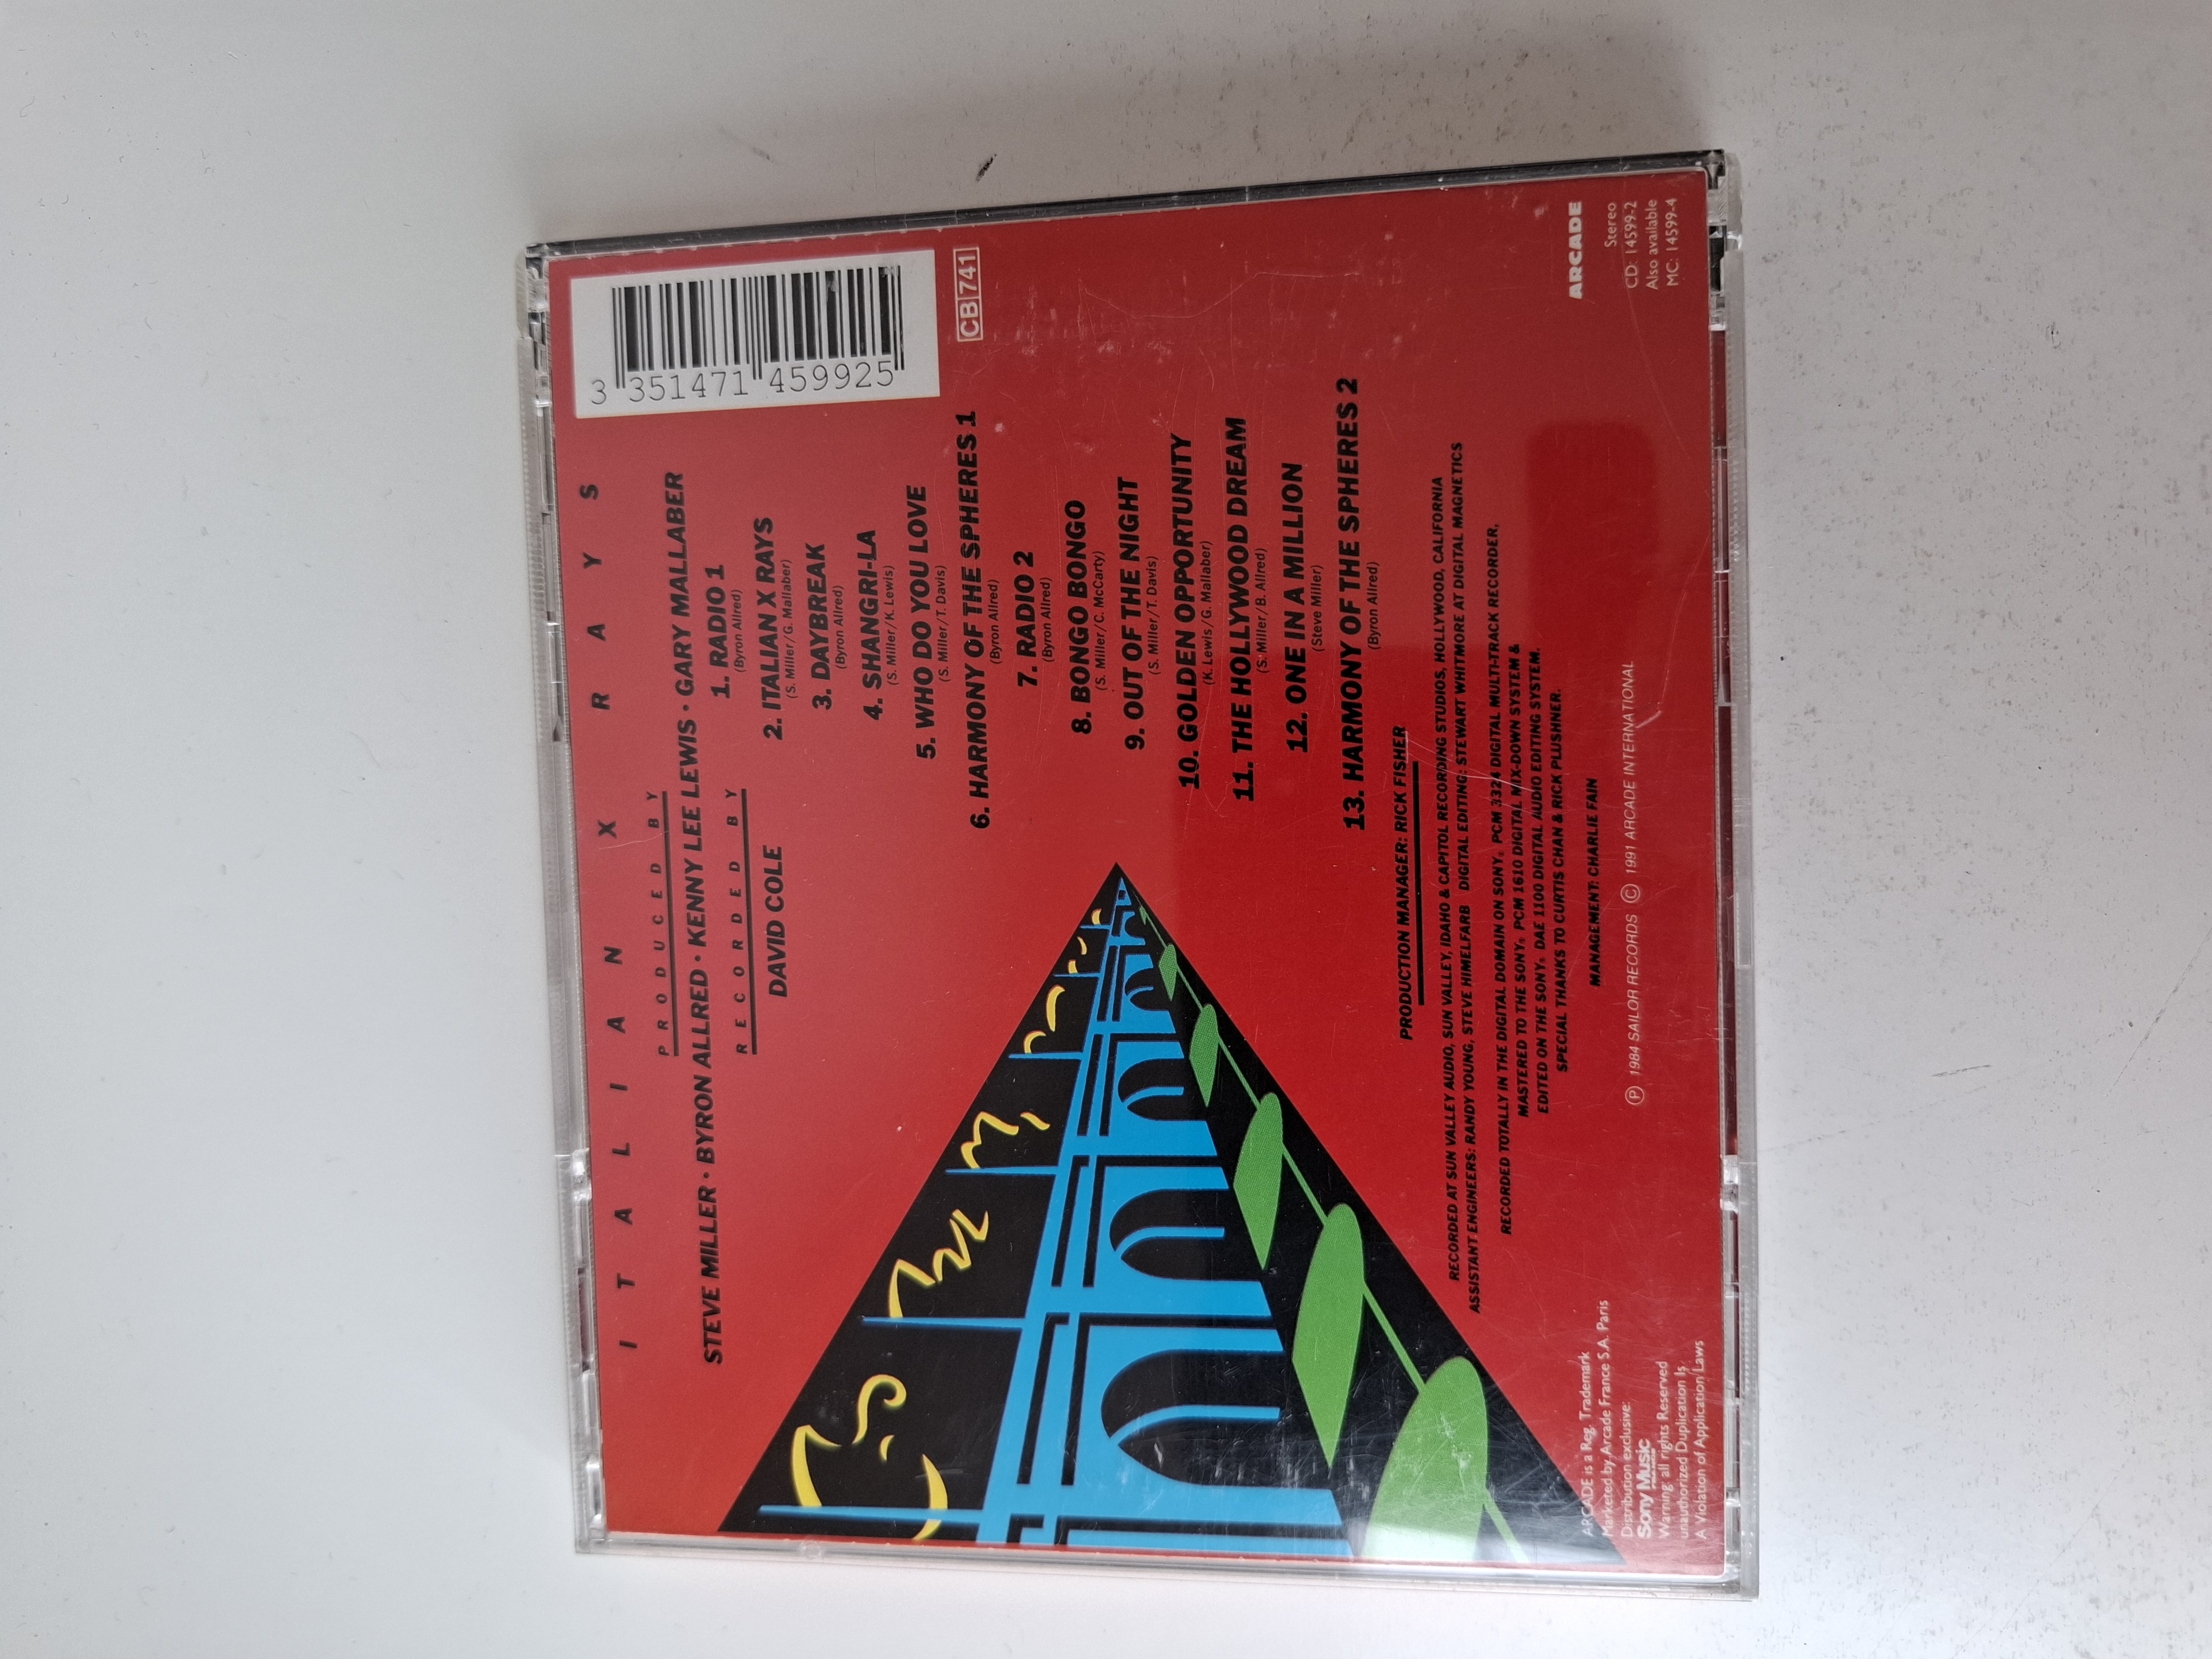 ITALIAN X RAYS
PRODUCED BY
STEVE MILLER · BYRON ALLRED · KENNY LEE LEWIS · GARY MALLABER
RECORDED BY
DAVID COLE
1. RADIO 1
(Byron Allred)
2. ITALIAN X RAYS
(S. Miller/G. Mallaber)
3. DAYBREAK
(Byron Allred)
4. SHANGRI-LA
(S. Miller/K. Lewis)
5. WHO DO YOU LOVE
(S. Miller/T. Davis)
6. HARMONY OF THE SPHERES 1
(Byron Allred)
7. RADIO 2
(Byron Allred)
8. BONGO BONGO
(S. Miller/C. McCarty)
9. OUT OF THE NIGHT
(S. Miller/T. Davis)
10. GOLDEN OPPORTUNITY
(K. Lewis/G. Mallaber)
11. THE HOLLYWOOD DREAM
(S. Miller/B. Allred)
12. ONE IN A MILLION
(Steve Miller)
13. HARMONY OF THE SPHERES 2
(Byron Allred)
3 351471 459925
CB 741
PRODUCTION MANAGER: RICK FISHER
RECORDED AT SUN VALLEY AUDIO, SUN VALLEY, IDAHO & CAPITOL RECORDING STUDIOS, HOLLYWOOD, CALIFORNIA
ASSISTANT ENGINEERS: RANDY YOUNG, STEVE HIMELFARB DIGITAL EDITING: STEWART WHITMORE AT DIGITAL MAGNETICS
RECORDED TOTALLY IN THE DIGITAL DOMAIN ON SONY® PCM 3324 DIGITAL MULTI-TRACK RECORDER,
MASTERED TO THE SONY® PCM 1610 DIGITAL MIX-DOWN SYSTEM &
EDITED ON THE SONY® DAE 1100 DIGITAL AUDIO EDITING SYSTEM.
SPECIAL THANKS TO CURTIS CHAN & RICK PLUSHNER.
MANAGEMENT: CHARLIE FAIN
Ⓟ 1984 SAILOR RECORDS © 1991 ARCADE INTERNATIONAL
ARCADE is a Reg. Trademark
Marketed by Arcade France S.A. Paris
Distribution exclusive:
Sony Music
Warning: all rights Reserved
unauthorized Duplication Is
A Violation of Application Laws
ARCADE
Stereo
CD: 14599-2
Also available
MC: 14599-4